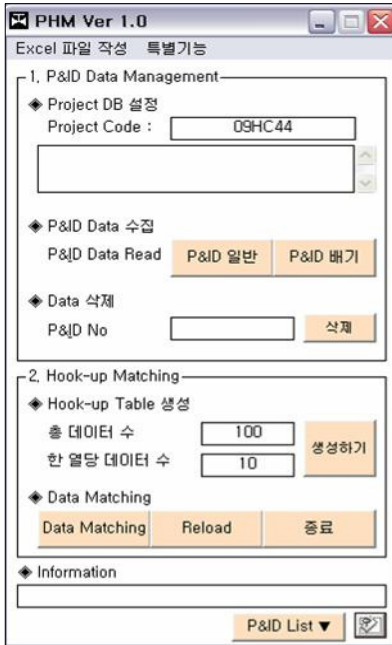 PHM Ver 1.0
Excel 파일 작성 특별기능
1. P&ID Data Management
◈ Project DB 설정
Project Code : 09HC44
◈ P&ID Data 수집
P&ID Data Read P&ID 일반 P&ID 배기
◈ Data 삭제
P&ID No 삭제
2. Hook-up Matching
◈ Hook-up Table 생성
총 데이터 수 100
생성하기
한 열당 데이터 수 10
◈ Data Matching
Data Matching Reload 종료
◈ Information
P&ID List ▼